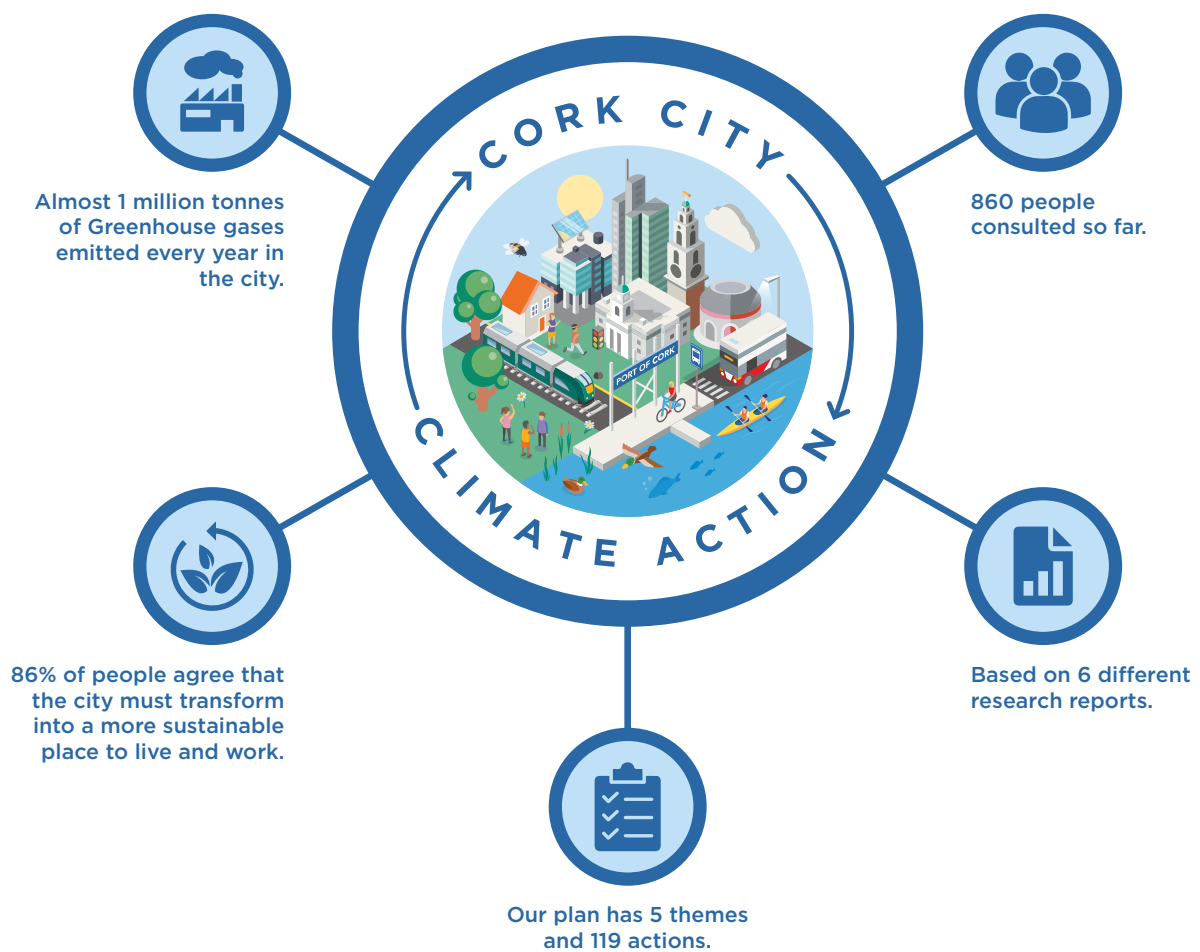 CORK CITY
CLIMATE ACTION
PORT OF CORK
Almost 1 million tonnes
of Greenhouse gases
emitted every year in
the city.
860 people
consulted so far.
86% of people agree that
the city must transform
into a more sustainable
place to live and work.
Based on 6 different
research reports.
Our plan has 5 themes
and 119 actions.